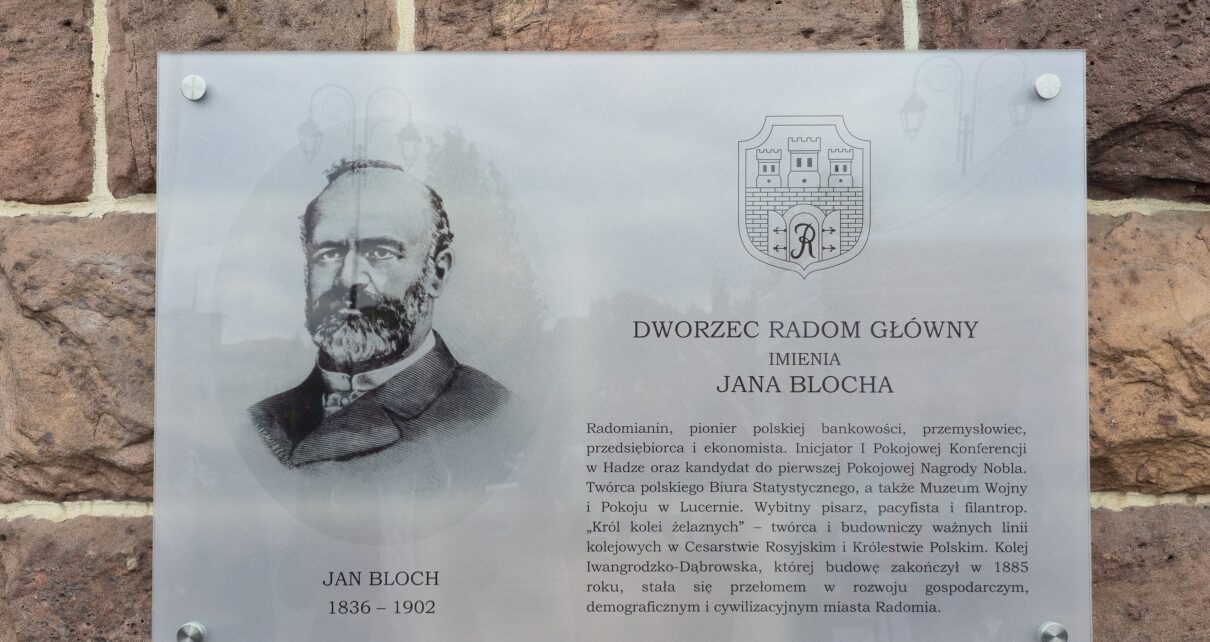 R
DWORZEC RADOM GŁÓWNY
IMIENIA
JANA BLOCHA
Radomianin, pionier polskiej bankowości, przemysłowiec,
przedsiębiorca i ekonomista. Inicjator I Pokojowej Konferencji
w Hadze oraz kandydat do pierwszej Pokojowej Nagrody Nobla.
Twórca polskiego Biura Statystycznego, a także Muzeum Wojny
i Pokoju w Lucernie. Wybitny pisarz, pacyfista i filantrop.
„Król kolei żelaznych” – twórca i budowniczy ważnych linii
kolejowych w Cesarstwie Rosyjskim i Królestwie Polskim. Kolej
Iwangrodzko-Dąbrowska, której budowę zakończył w 1885
roku, stała się przełomem w rozwoju gospodarczym,
demograficznym i cywilizacyjnym miasta Radomia.
JAN BLOCH
1836 – 1902